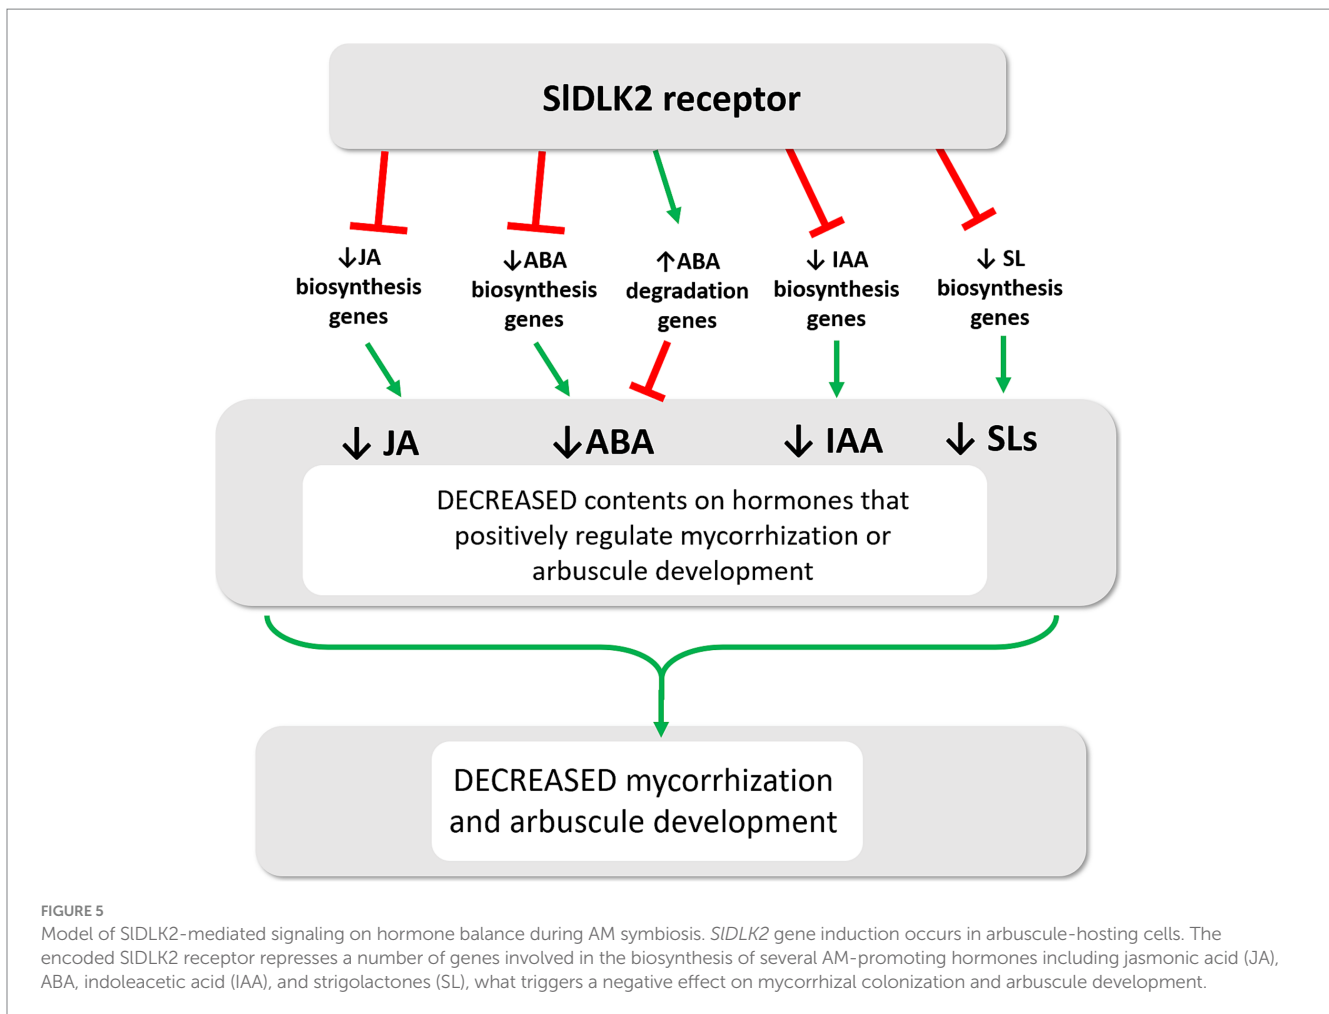 SlDLK2 receptor
↓JA
biosynthesis
genes
↓ABA
biosynthesis
genes
↑ABA
degradation
genes
↓ IAA
biosynthesis
genes
↓ SL
biosynthesis
genes
↓ JA
↓ABA
↓ IAA
↓ SLs
DECREASED contents on hormones that
positively regulate mycorrhization or
arbuscule development
DECREASED mycorrhization
and arbuscule development
FIGURE 5
Model of SlDLK2-mediated signaling on hormone balance during AM symbiosis. SlDLK2 gene induction occurs in arbuscule-hosting cells. The
encoded SlDLK2 receptor represses a number of genes involved in the biosynthesis of several AM-promoting hormones including jasmonic acid (JA),
ABA, indoleacetic acid (IAA), and strigolactones (SL), what triggers a negative effect on mycorrhizal colonization and arbuscule development.